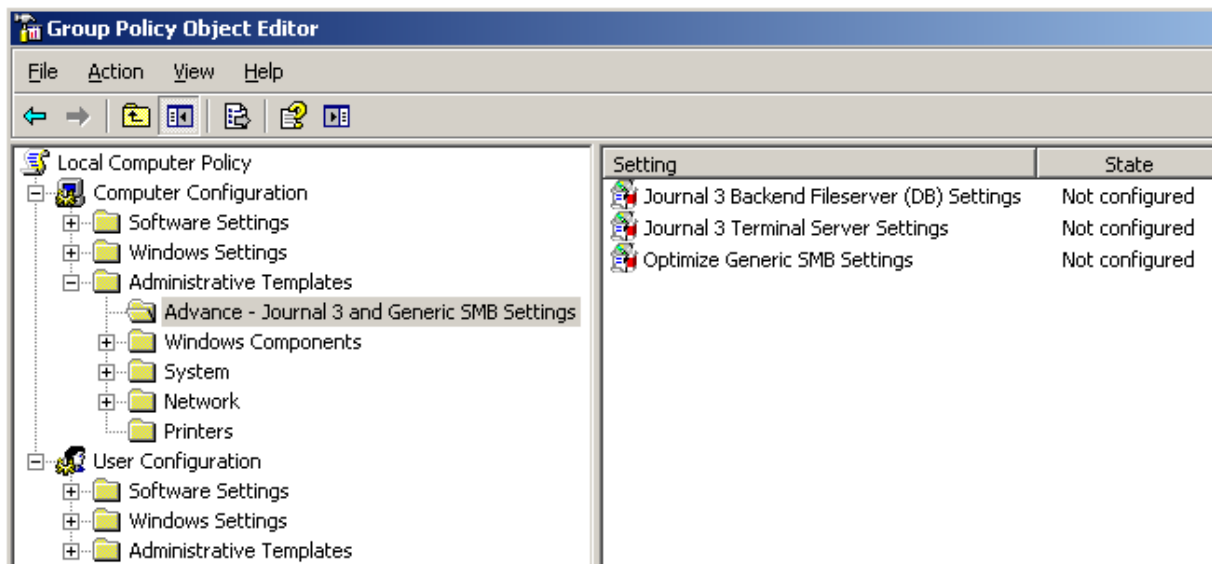 Group Policy Object Editor
File Action View Help
Local Computer Policy
Computer Configuration
Software Settings
Windows Settings
Administrative Templates
Advance - Journal 3 and Generic SMB Settings
Windows Components
System
Network
Printers
User Configuration
Software Settings
Windows Settings
Administrative Templates
Setting State
Journal 3 Backend Fileserver (DB) Settings Not configured
Journal 3 Terminal Server Settings Not configured
Optimize Generic SMB Settings Not configured